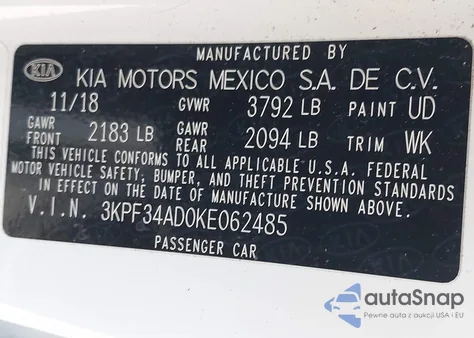 MANUFACTURED BY
KIA KIA MOTORS MEXICO S.A. DE C.V.
11/18 GVWR 3792 LB PAINT UD
GAWR FRONT 2183 LB GAWR REAR 2094 LB TRIM WK
THIS VEHICLE CONFORMS TO ALL APPLICABLE U.S.A. FEDERAL
MOTOR VEHICLE SAFETY, BUMPER, AND THEFT PREVENTION STANDARDS
IN EFFECT ON THE DATE OF MANUFACTURE SHOWN ABOVE.
V.I.N. 3KPF34AD0KE062485
PASSENGER CAR
autaSnap
Pewne auta z aukcji USA i EU